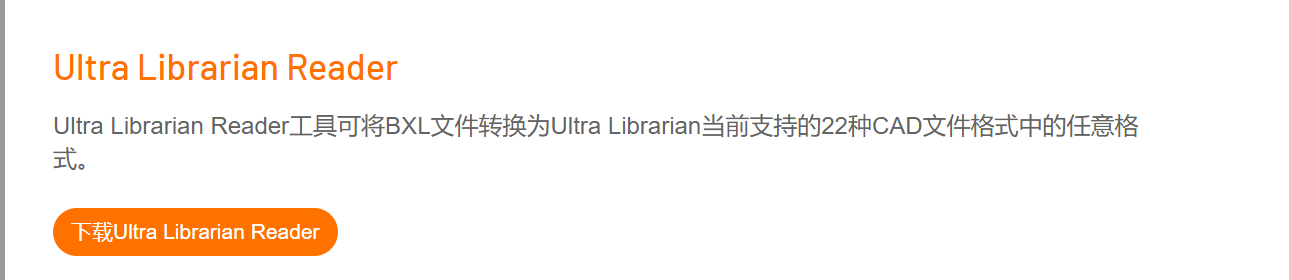 Ultra Librarian Reader
Ultra Librarian Reader工具可将BXL文件转换为Ultra Librarian当前支持的22种CAD文件格式中的任意格
式。
下载Ultra Librarian Reader